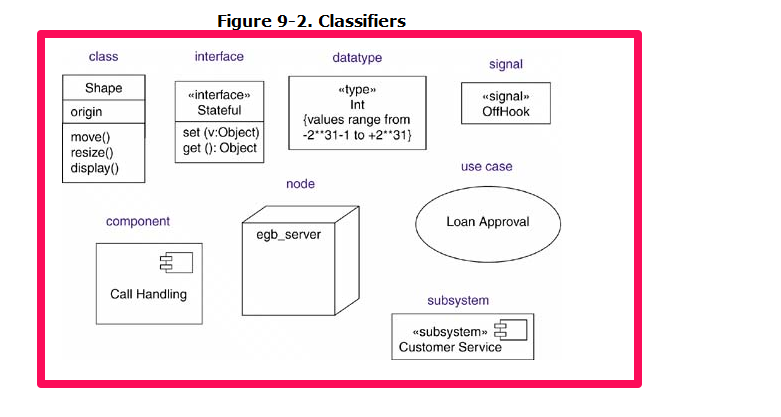 Figure 9-2. Classifiers
class
Shape
origin
move()
resize()
display()
interface
«interface»
Stateful
set (v:Object)
get (): Object
datatype
«type»
Int
{values range from
-2**31-1 to +2**31}
signal
«signal»
OffHook
component
Call Handling
node
egb_server
use case
Loan Approval
subsystem
«subsystem»
Customer Service